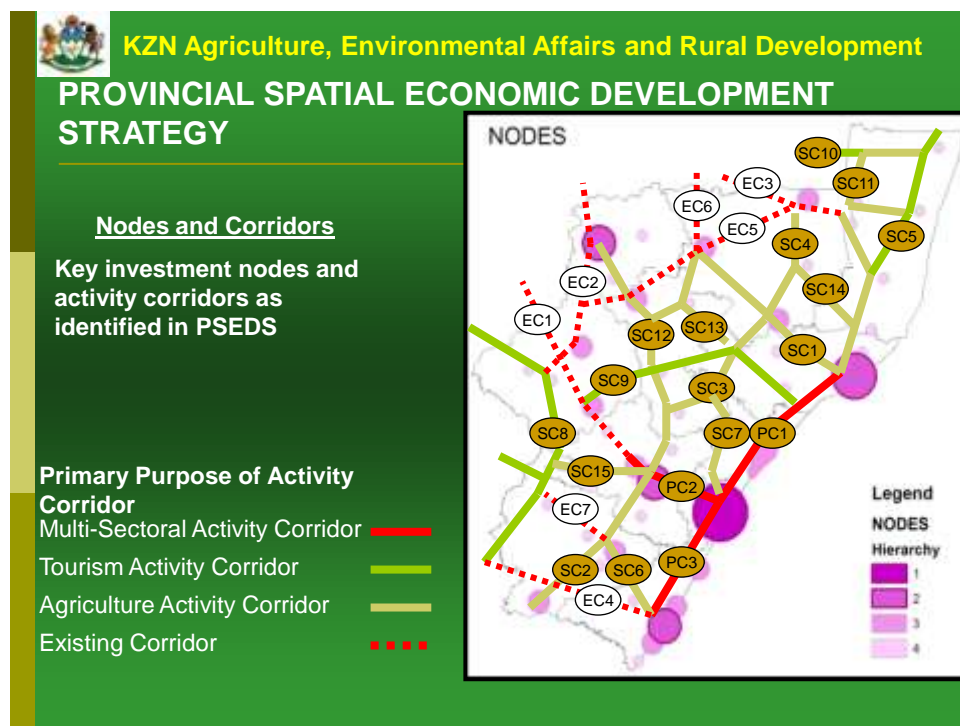 KZN Agriculture, Environmental Affairs and Rural Development
PROVINCIAL SPATIAL ECONOMIC DEVELOPMENT
STRATEGY
Nodes and Corridors
Key investment nodes and
activity corridors as
identified in PSEDS
Primary Purpose of Activity
Corridor
Multi-Sectoral Activity Corridor
Tourism Activity Corridor
Agriculture Activity Corridor
Existing Corridor
NODES
SC10
EC3
SC11
EC6
EC5
SC4
SC5
EC2
SC14
EC1
SC12
SC13
SC1
SC9
SC3
SC8
SC7
PC1
SC15
PC2
EC7
SC2
SC6
PC3
EC4
Legend
NODES
Hierarchy
1
2
3
4